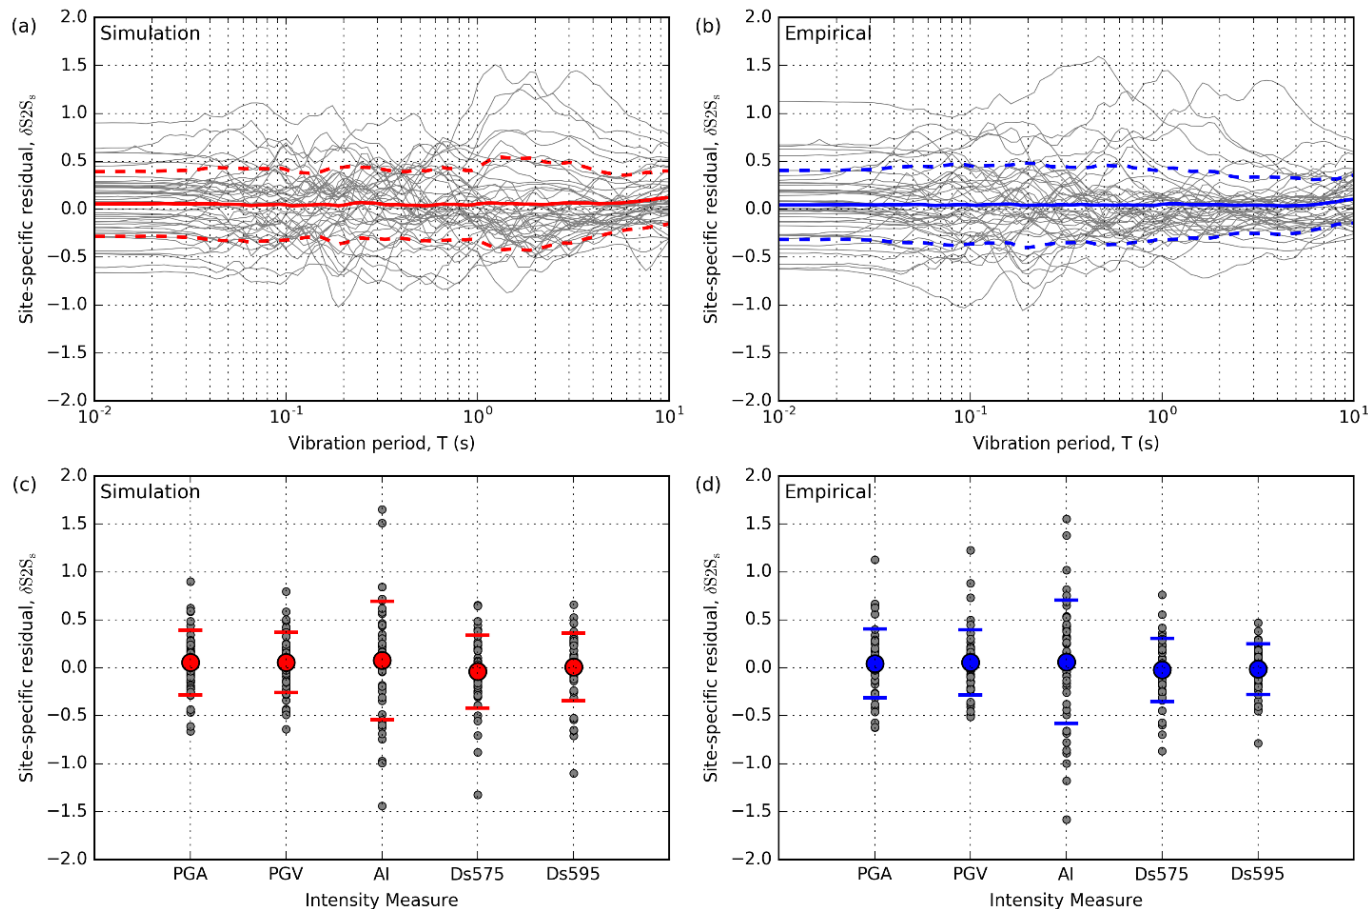 (a)
Simulation
2.0
1.5
1.0
0.5
0.0
−0.5
−1.0
−1.5
−2.0
Site-specific residual, δS2Sₛ
10⁻² 10⁻¹ 10⁰ 10¹
Vibration period, T (s)
(b)
Empirical
2.0
1.5
1.0
0.5
0.0
−0.5
−1.0
−1.5
−2.0
Site-specific residual, δS2Sₛ
10⁻² 10⁻¹ 10⁰ 10¹
Vibration period, T (s)
(c)
Simulation
2.0
1.5
1.0
0.5
0.0
−0.5
−1.0
−1.5
−2.0
Site-specific residual, δS2Sₛ
PGA PGV AI Ds575 Ds595
Intensity Measure
(d)
Empirical
2.0
1.5
1.0
0.5
0.0
−0.5
−1.0
−1.5
−2.0
Site-specific residual, δS2Sₛ
PGA PGV AI Ds575 Ds595
Intensity Measure